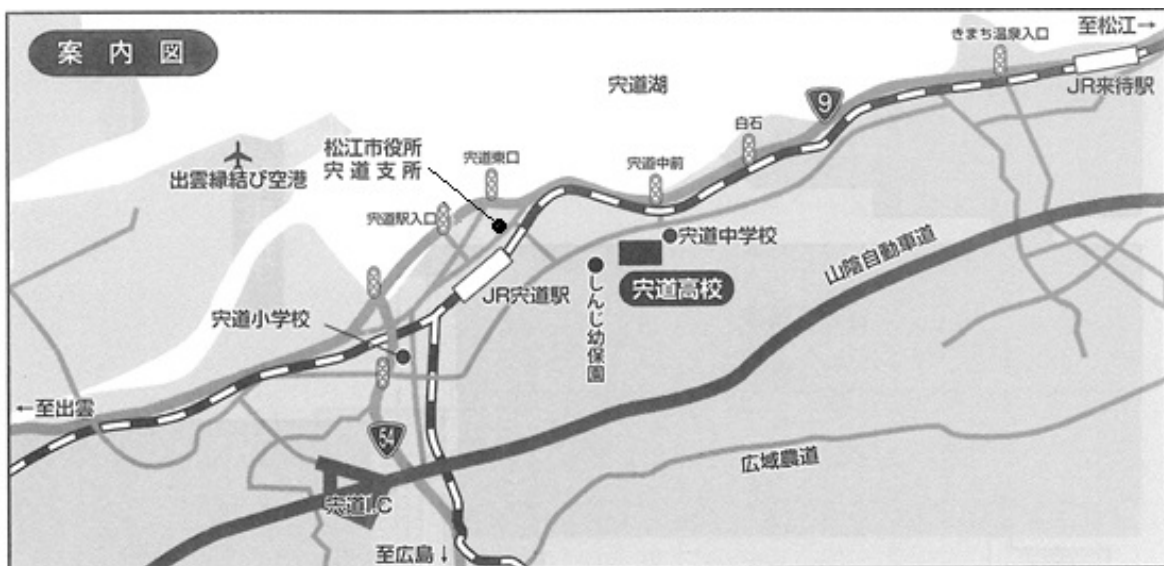 案内図
至松江→
きまち温泉入口
JR来待駅
宍道湖
9
白石
松江市役所
宍道支所
宍道東口
宍道中前
出雲縁結び空港
宍道駅入口
宍道中学校
宍道高校
山陰自動車道
JR宍道駅
しんじ幼保園
宍道小学校
←至出雲
54
広域農道
宍道I.C
至広島↓